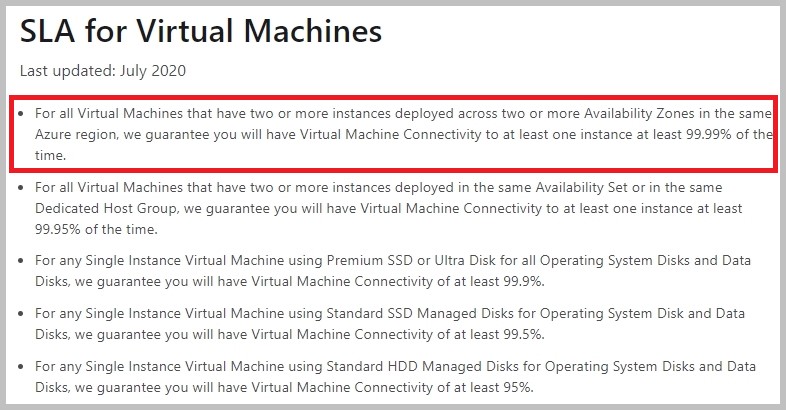 SLA for Virtual Machines
Last updated: July 2020
For all Virtual Machines that have two or more instances deployed across two or more Availability Zones in the same
Azure region, we guarantee you will have Virtual Machine Connectivity to at least one instance at least 99.99% of the
time.
For all Virtual Machines that have two or more instances deployed in the same Availability Set or in the same
Dedicated Host Group, we guarantee you will have Virtual Machine Connectivity to at least one instance at least
99.95% of the time.
For any Single Instance Virtual Machine using Premium SSD or Ultra Disk for all Operating System Disks and Data
Disks, we guarantee you will have Virtual Machine Connectivity of at least 99.9%.
For any Single Instance Virtual Machine using Standard SSD Managed Disks for Operating System Disk and Data
Disks, we guarantee you will have Virtual Machine Connectivity of at least 99.5%.
For any Single Instance Virtual Machine using Standard HDD Managed Disks for Operating System Disks and Data
Disks, we guarantee you will have Virtual Machine Connectivity of at least 95%.